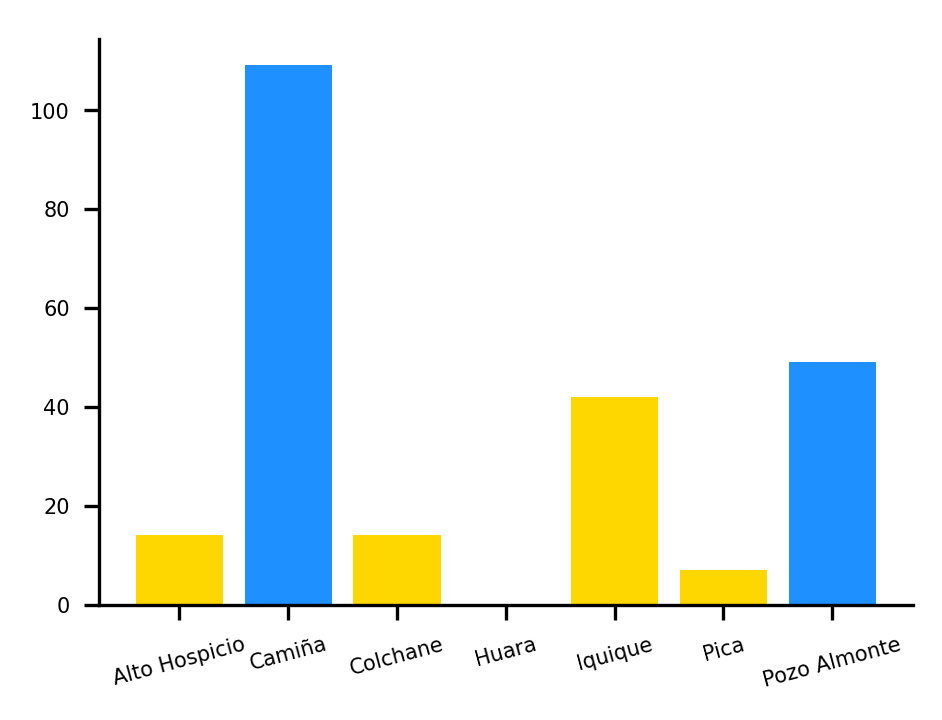 100
80
60
40
20
0
Alto Hospicio
Camiña
Colchane
Huara
Iquique
Pica
Pozo Almonte